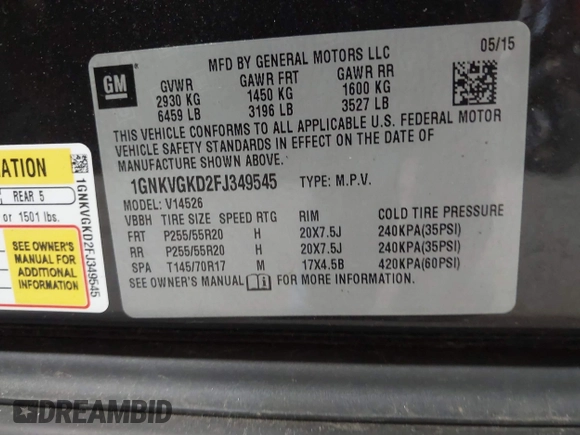 MFD BY GENERAL MOTORS LLC
05/15
GM
GVWR GAWR FRT GAWR RR
2930 KG 1450 KG 1600 KG
6459 LB 3196 LB 3527 LB
THIS VEHICLE CONFORMS TO ALL APPLICABLE U.S. FEDERAL MOTOR
VEHICLE SAFETY STANDARDS IN EFFECT ON THE DATE OF
MANUFACTURE SHOWN ABOVE.
1GNKVGKD2FJ349545 TYPE: M.P.V.
MODEL: V14526
VBBH TIRE SIZE SPEED RTG RIM COLD TIRE PRESSURE
FRT P255/55R20 H 20X7.5J 240KPA(35PSI)
RR P255/55R20 H 20X7.5J 240KPA(35PSI)
SPA T145/70R17 M 17X4.5B 420KPA(60PSI)
SEE OWNER'S MANUAL FOR MORE INFORMATION.
REAR 5
or 1501 lbs.
SEE OWNER'S
MANUAL FOR
ADDITIONAL
INFORMATION
1GNKVGKD2FJ349545
DREAMBID